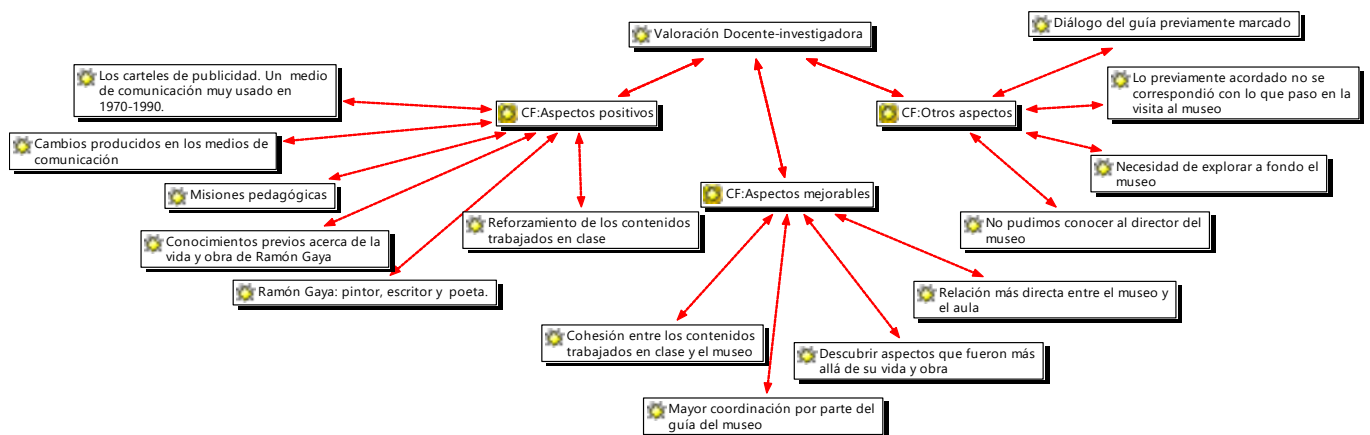 Valoración Docente-investigadora
Diálogo del guía previamente marcado
Los carteles de publicidad. Un medio
de comunicación muy usado en
1970-1990.
Lo previamente acordado no se
correspondió con lo que paso en la
visita al museo
CF:Aspectos positivos
CF:Otros aspectos
Cambios producidos en los medios de
comunicación
Necesidad de explorar a fondo el
museo
Misiones pedagógicas
CF:Aspectos mejorables
Reforzamiento de los contenidos
trabajados en clase
No pudimos conocer al director del
museo
Conocimientos previos acerca de la
vida y obra de Ramón Gaya
Ramón Gaya: pintor, escritor y poeta.
Relación más directa entre el museo y
el aula
Cohesión entre los contenidos
trabajados en clase y el museo
Descubrir aspectos que fueron más
allá de su vida y obra
Mayor coordinación por parte del
guía del museo